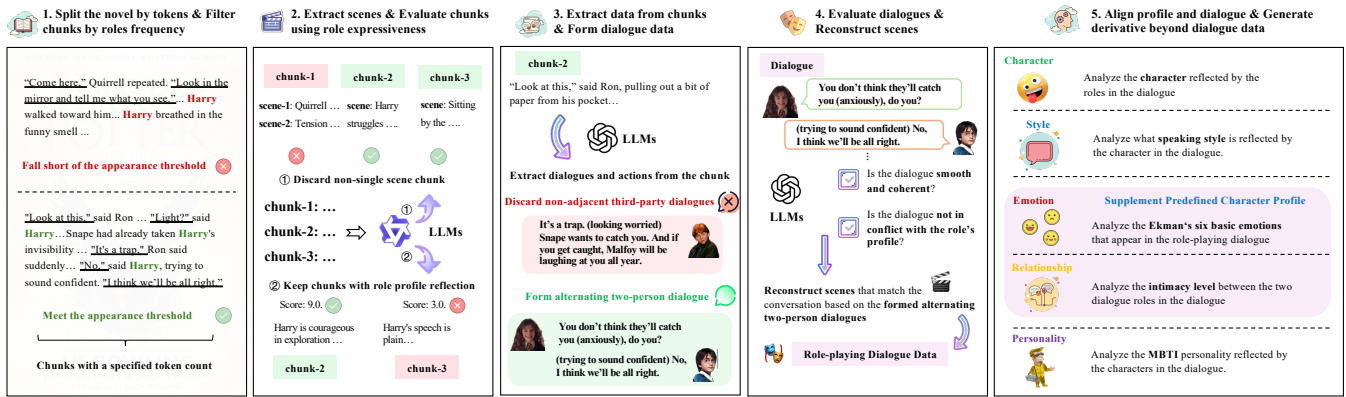 1. Split the novel by tokens & Filter
chunks by roles frequency
"Come here," Quirrell repeated. "Look in the
mirror and tell me what you see."... Harry
walked toward him... Harry breathed in the
funny smell ...
Fall short of the appearance threshold
"Look at this," said Ron … "Light?" said
Harry…Snape had already taken Harry's
invisibility … "It's a trap," Ron said
suddenly… "No," said Harry, trying to
sound confident. "I think we'll be all right."
Meet the appearance threshold
Chunks with a specified token count
2. Extract scenes & Evaluate chunks
using role expressiveness
chunk-1
chunk-2
chunk-3
scene-1: Quirrell …
scene-2: Tension …
scene: Harry
struggles ….
scene: Sitting
by the ….
① Discard non-single scene chunk
chunk-1: …
chunk-2: …
chunk-3: …
①
LLMs
②
② Keep chunks with role profile reflection
Score: 9.0.
Score: 3.0.
Harry is courageous
in exploration …
Harry's speech is
plain…
chunk-2
chunk-3
3. Extract data from chunks
& Form dialogue data
chunk-2
"Look at this," said Ron, pulling out a bit of
paper from his pocket…
LLMs
Extract dialogues and actions from the chunk
Discard non-adjacent third-party dialogues
It's a trap. (looking worried)
Snape wants to catch you. And if
you get caught, Malfoy will be
laughing at you all year.
Form alternating two-person dialogue
You don't think they'll catch
you (anxiously), do you?
(trying to sound confident) No,
I think we'll be all right.
4. Evaluate dialogues &
Reconstruct scenes
Dialogue
You don't think they'll catch
you (anxiously), do you?
(trying to sound confident) No,
I think we'll be all right.
LLMs
Is the dialogue smooth
and coherent?
Is the dialogue not in
conflict with the role's
profile?
Reconstruct scenes that match the
conversation based on the formed alternating
two-person dialogues
Role-playing Dialogue Data
5. Align profile and dialogue & Generate
derivative beyond dialogue data
Character
Analyze the character reflected by the
roles in the dialogue
Style
Analyze what speaking style is reflected by
the character in the dialogue.
Emotion
Supplement Predefined Character Profile
Analyze the Ekman's six basic emotions
that appear in the role-playing dialogue
Relationship
Analyze the intimacy level between the two
dialogue roles in the dialogue
Personality
Analyze the MBTI personality reflected by
the characters in the dialogue.